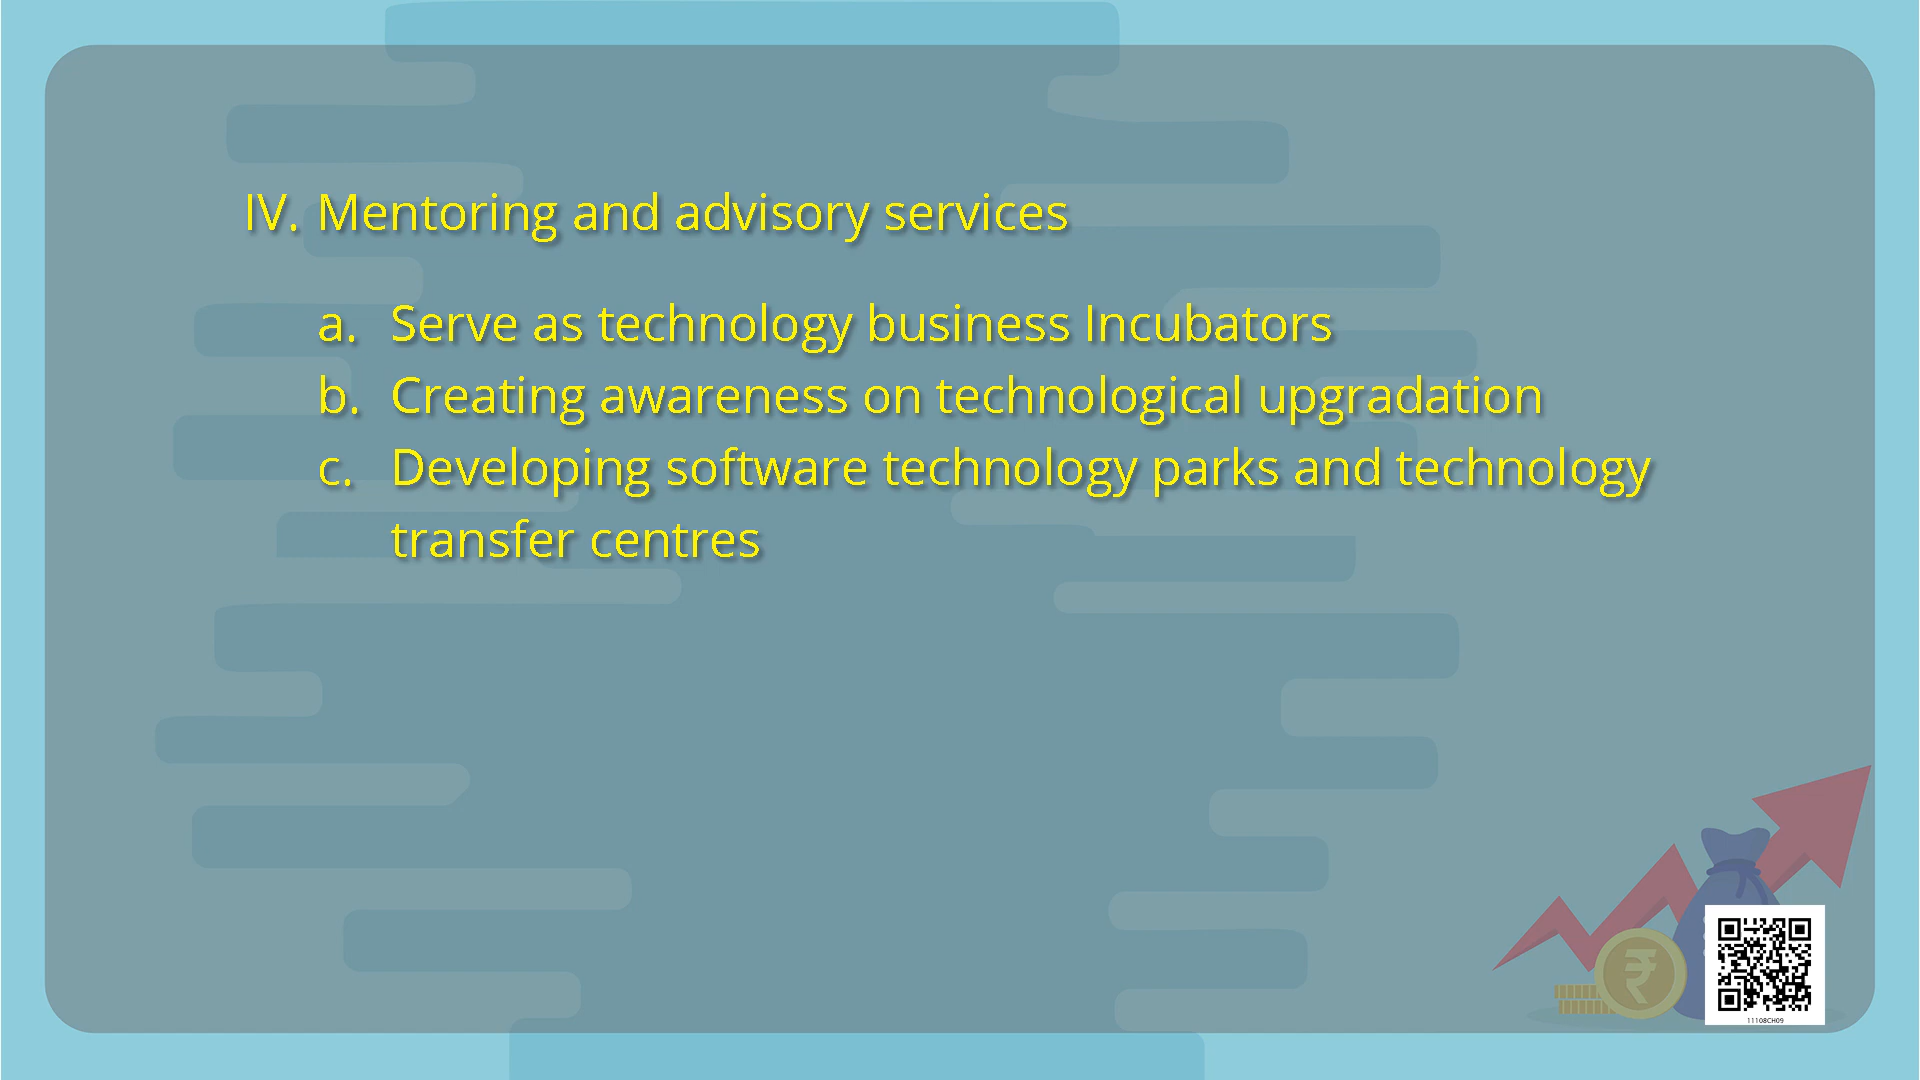 IV. Mentoring and advisory services
a. Serve as technology business Incubators
b. Creating awareness on technological upgradation
c. Developing software technology parks and technology
transfer centres
₹
11108CH09